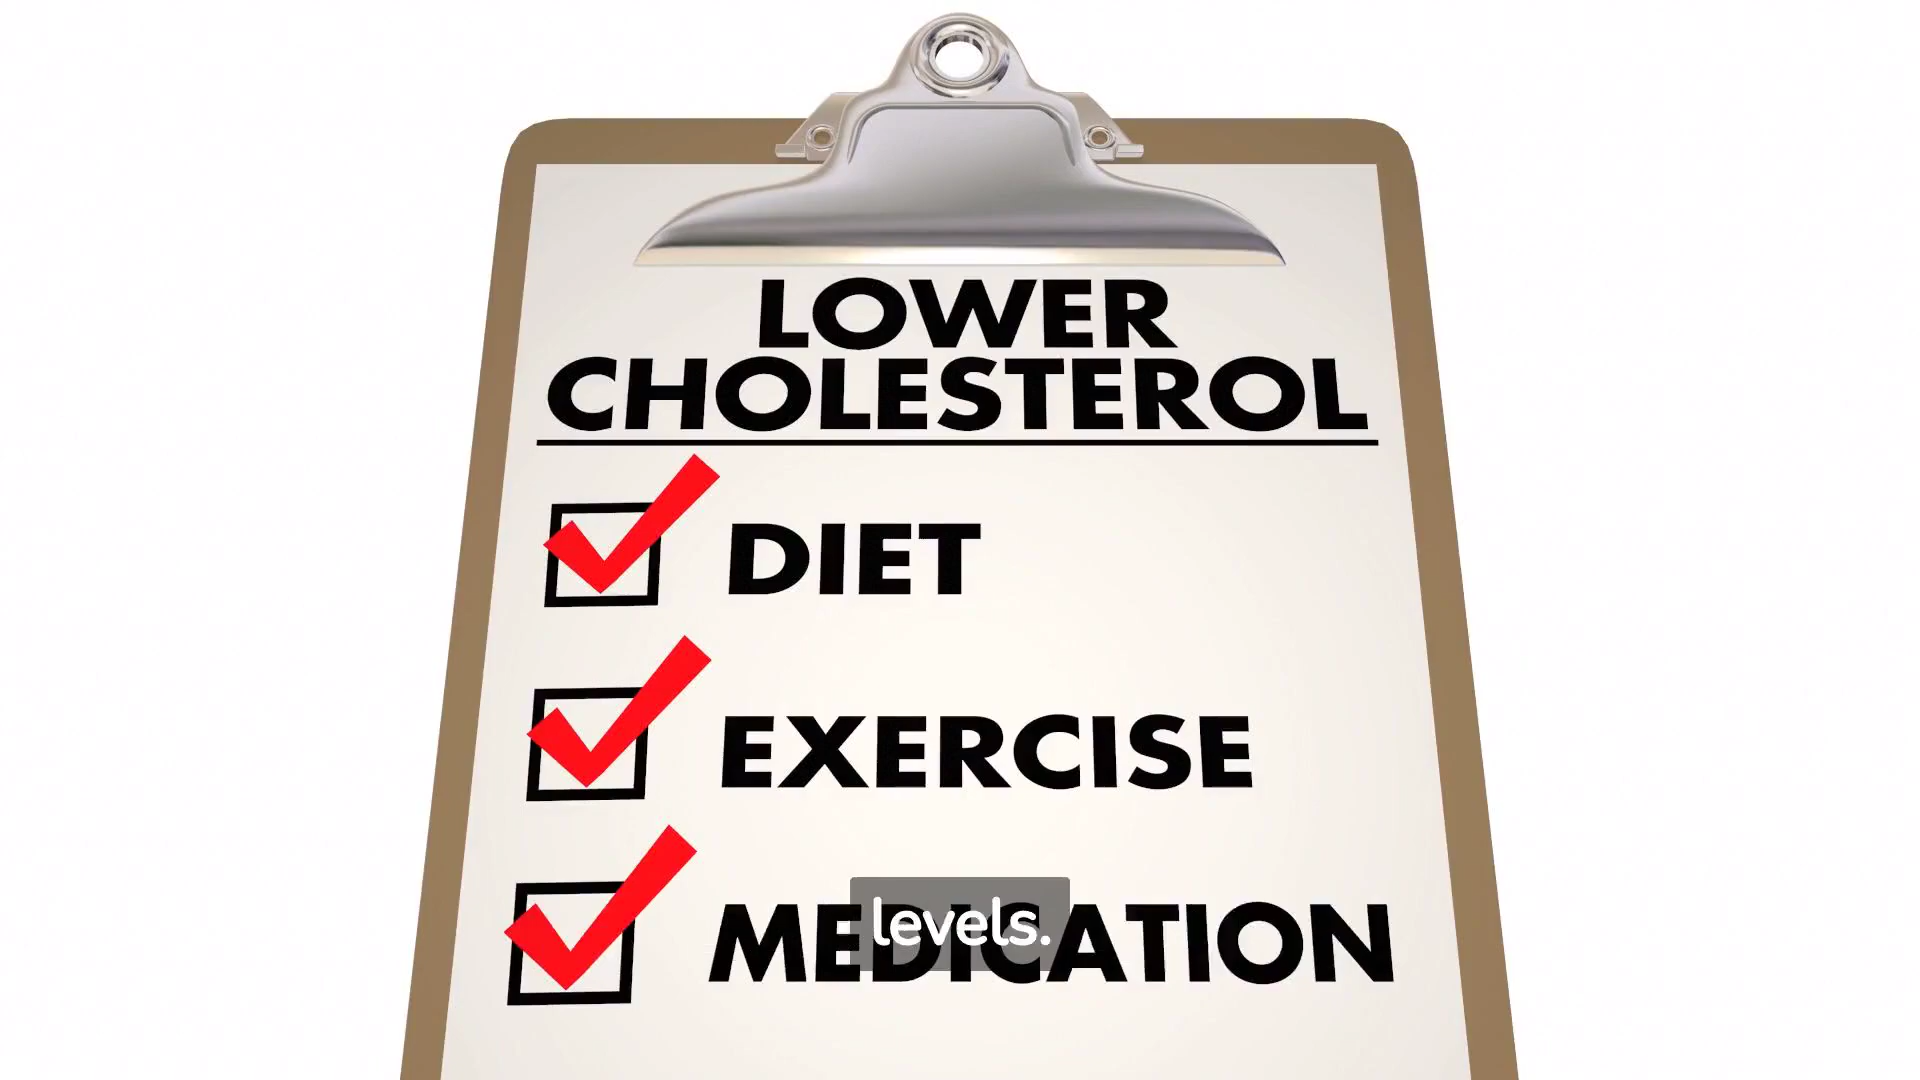 LOWER
CHOLESTEROL
DIET
EXERCISE
MEDICATION
levels.